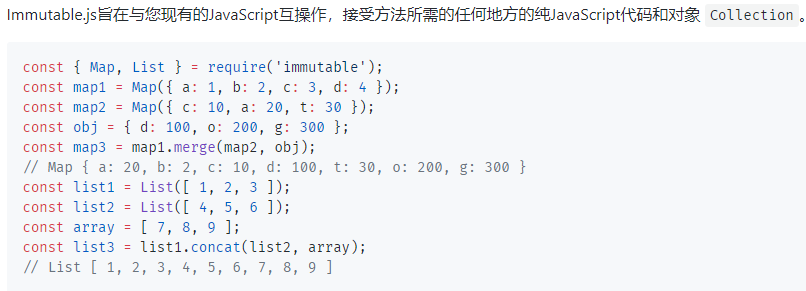 Immutable.js旨在与您现有的JavaScript互操作，接受方法所需的任何地方的纯JavaScript代码和对象 Collection 。
const { Map, List } = require('immutable');
const map1 = Map({ a: 1, b: 2, c: 3, d: 4 });
const map2 = Map({ c: 10, a: 20, t: 30 });
const obj = { d: 100, o: 200, g: 300 };
const map3 = map1.merge(map2, obj);
// Map { a: 20, b: 2, c: 10, d: 100, t: 30, o: 200, g: 300 }
const list1 = List([ 1, 2, 3 ]);
const list2 = List([ 4, 5, 6 ]);
const array = [ 7, 8, 9 ];
const list3 = list1.concat(list2, array);
// List [ 1, 2, 3, 4, 5, 6, 7, 8, 9 ]